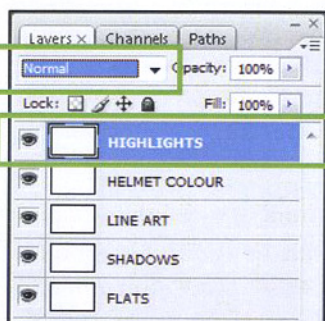 Layers × Channels Paths
Normal Opacity: 100%
Lock: Fill: 100%
HIGHLIGHTS
HELMET COLOUR
LINE ART
SHADOWS
FLATS